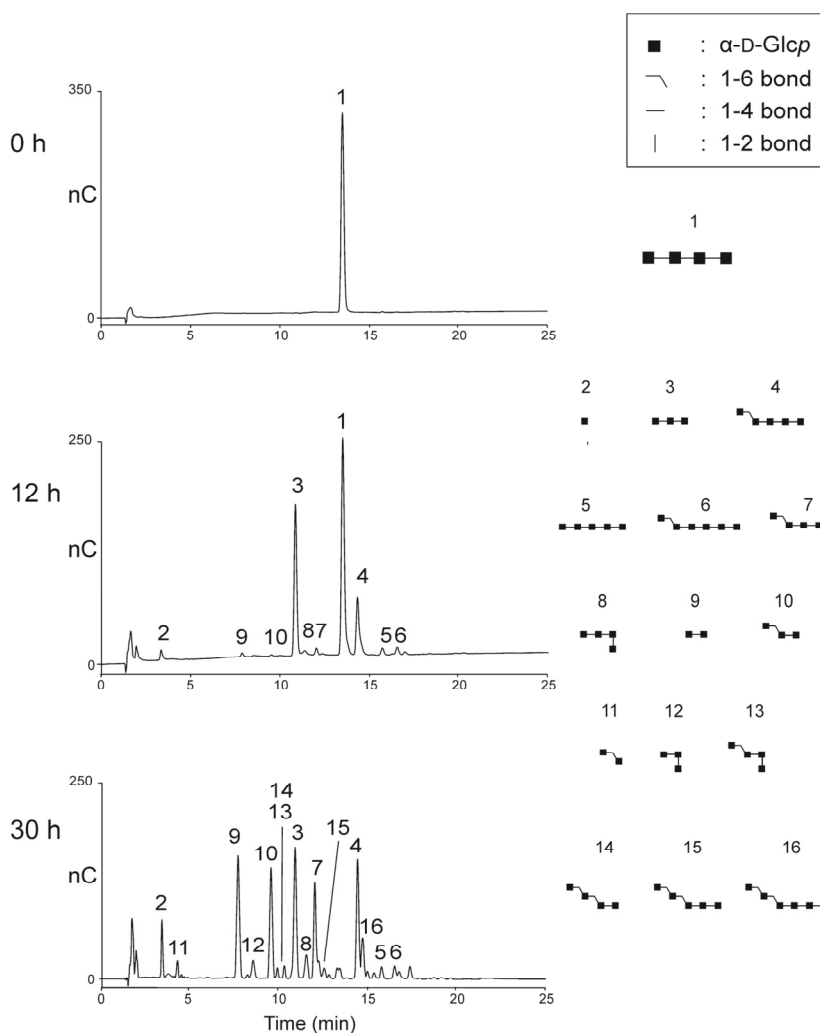 ■ : α-D-Glcp
: 1-6 bond
— : 1-4 bond
| : 1-2 bond
0 h
350
nC
0
1
0 5 10 15 20 25
1
12 h
250
nC
0
2 9 10 3 8 7 1 4 5 6
0 5 10 15 20 25
2 3 4
5 6 7
8 9 10
11 12 13
14 15 16
30 h
250
nC
0
2 11 9 12 10 14
13
3 8 7 15 4 16 5 6
0 5 10 15 20 25
Time (min)